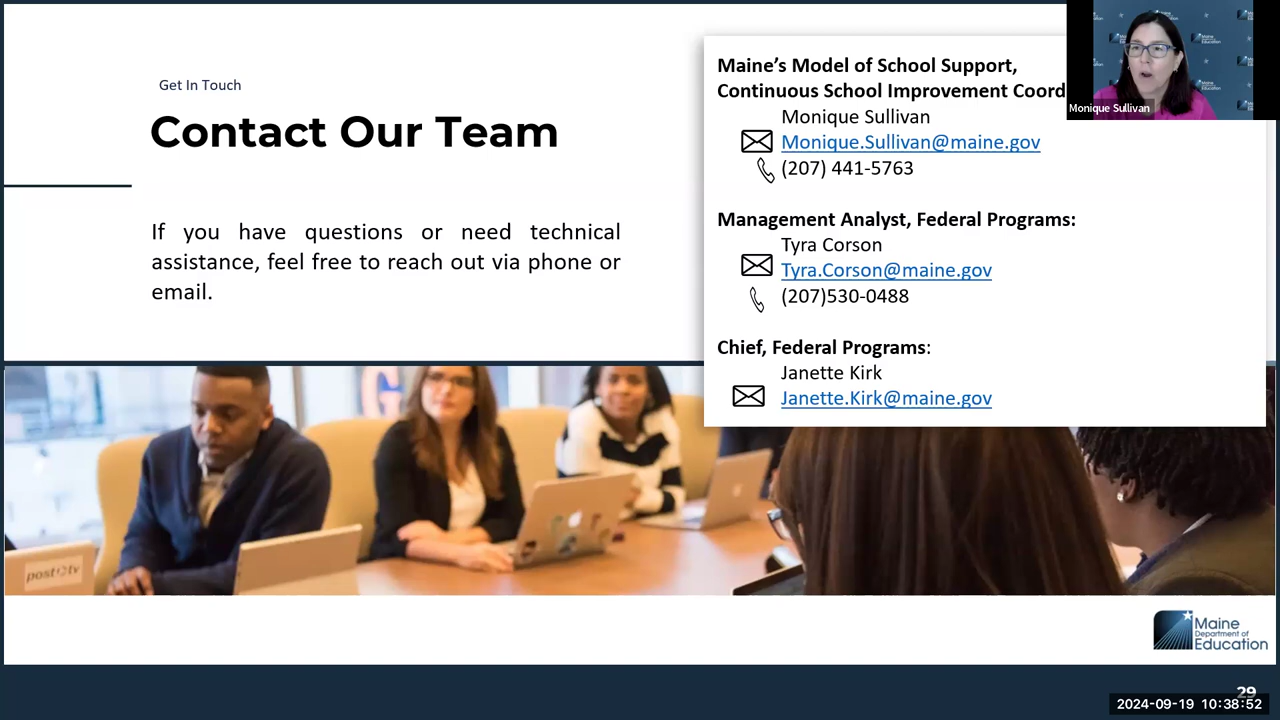 Get In Touch
Contact Our Team
If you have questions or need technical
assistance, feel free to reach out via phone or
email.
Maine’s Model of School Support,
Continuous School Improvement Coord
Monique Sullivan
Monique.Sullivan@maine.gov
(207) 441-5763
Management Analyst, Federal Programs:
Tyra Corson
Tyra.Corson@maine.gov
(207)530-0488
Chief, Federal Programs:
Janette Kirk
Janette.Kirk@maine.gov
Monique Sullivan
Maine
Department of
Education
29
2024-09-19 10:38:52